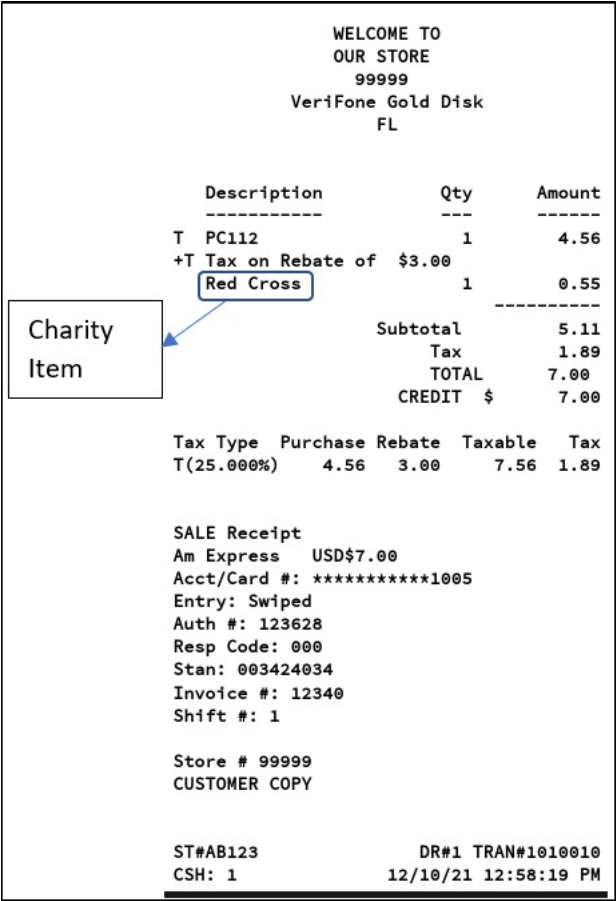 WELCOME TO
OUR STORE
99999
VeriFone Gold Disk
FL
Description Qty Amount
----------- --- ------
T PC112 1 4.56
+T Tax on Rebate of $3.00
Red Cross 1 0.55
----------
Charity
Item
Subtotal 5.11
Tax 1.89
TOTAL 7.00
CREDIT $ 7.00
Tax Type Purchase Rebate Taxable Tax
T(25.000%) 4.56 3.00 7.56 1.89
SALE Receipt
Am Express USD$7.00
Acct/Card #: ***********1005
Entry: Swiped
Auth #: 123628
Resp Code: 000
Stan: 003424034
Invoice #: 12340
Shift #: 1
Store # 99999
CUSTOMER COPY
ST#AB123 DR#1 TRAN#1010010
CSH: 1 12/10/21 12:58:19 PM